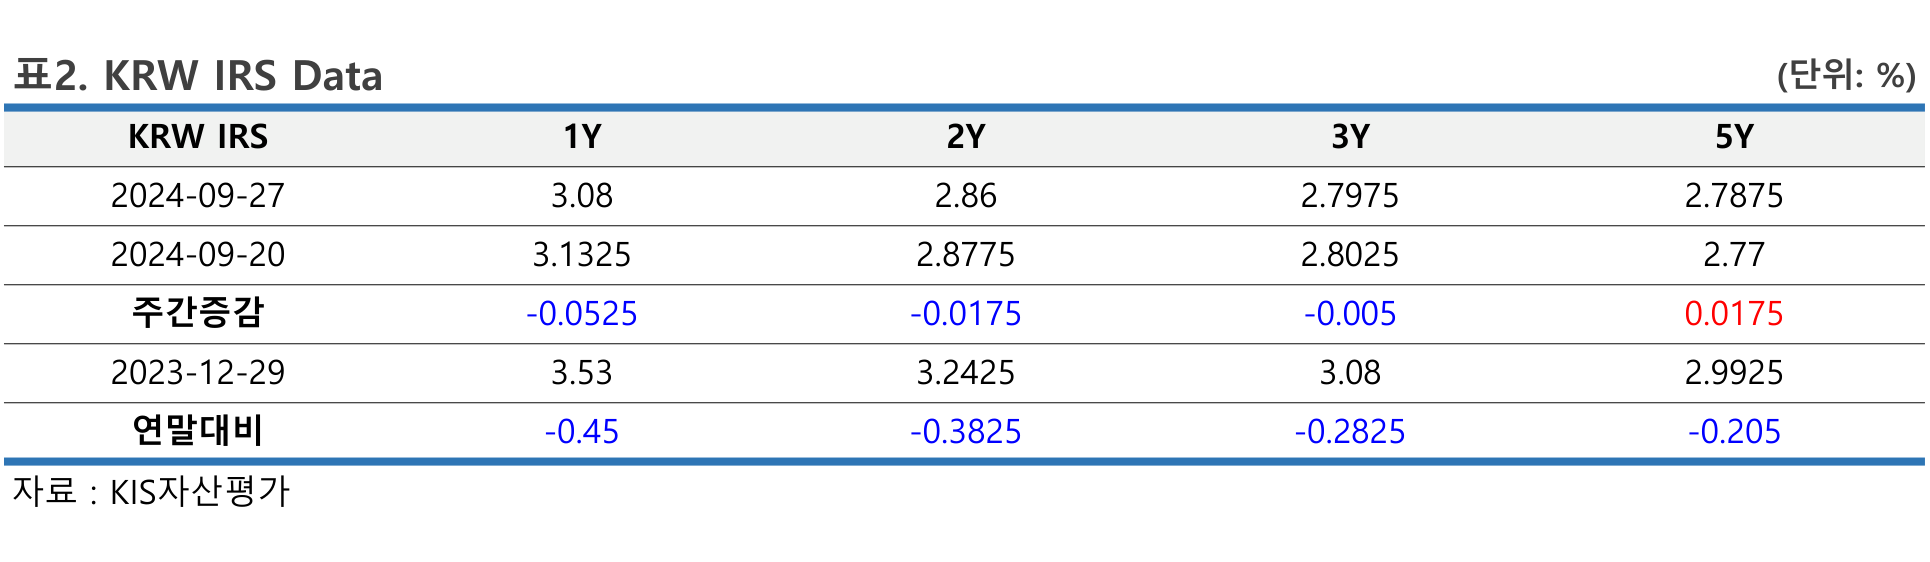 표2. KRW IRS Data (단위: %)
KRW IRS 1Y 2Y 3Y 5Y
2024-09-27 3.08 2.86 2.7975 2.7875
2024-09-20 3.1325 2.8775 2.8025 2.77
주간증감 -0.0525 -0.0175 -0.005 0.0175
2023-12-29 3.53 3.2425 3.08 2.9925
연말대비 -0.45 -0.3825 -0.2825 -0.205
자료 : KIS자산평가